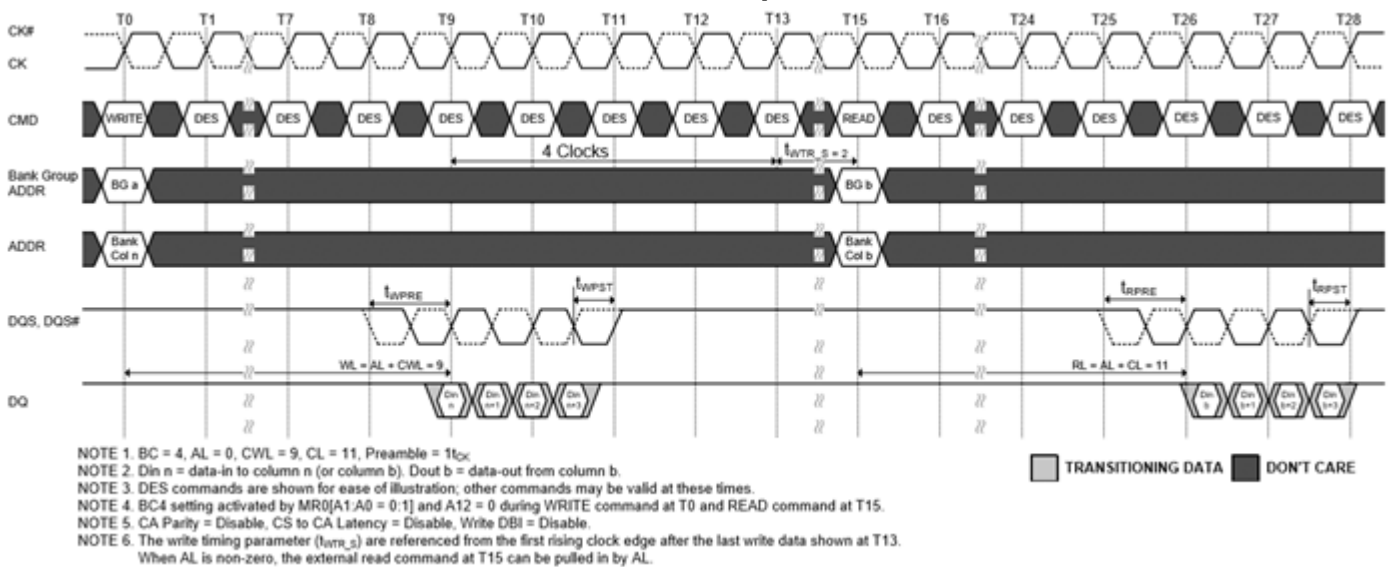 T0 T1 T7 T8 T9 T10 T11 T12 T13 T15 T16 T24 T25 T26 T27 T28
CK#
CK
CMD WRITE DES DES DES DES DES DES DES DES READ DES DES DES DES DES DES
4 Clocks tWTR_S = 2
Bank Group
ADDR
BG a BG b
ADDR
Bank
Col n
Bank
Col b
tWPRE tWPST tRPRE tRPST
DQS, DQS#
WL = AL + CWL = 9 RL = AL + CL = 11
DQ
Din
n
Din
n+1
Din
n+2
Din
n+3
Din
b
Din
b+1
Din
b+2
Din
b+3
NOTE 1. BC = 4, AL = 0, CWL = 9, CL = 11, Preamble = 1tCK
NOTE 2. Din n = data-in to column n (or column b). Dout b = data-out from column b.
NOTE 3. DES commands are shown for ease of illustration; other commands may be valid at these times.
NOTE 4. BC4 setting activated by MR0[A1:A0 = 0:1] and A12 = 0 during WRITE command at T0 and READ command at T15.
NOTE 5. CA Parity = Disable, CS to CA Latency = Disable, Write DBI = Disable.
NOTE 6. The write timing parameter (tWTR_S) are referenced from the first rising clock edge after the last write data shown at T13.
When AL is non-zero, the external read command at T15 can be pulled in by AL.
TRANSITIONING DATA DON'T CARE